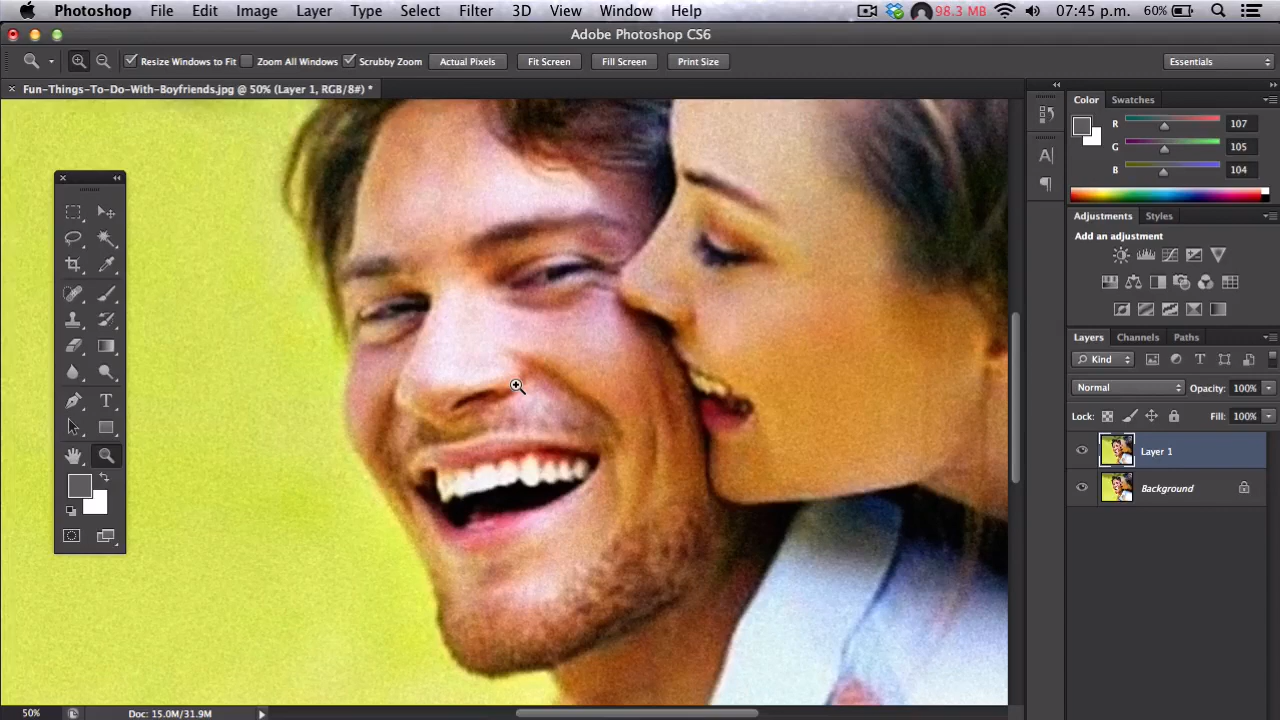 Photoshop File Edit Image Layer Type Select Filter 3D View Window Help 98.3 MB 07:45 p.m. 60%
Adobe Photoshop CS6
Resize Windows to Fit Zoom All Windows Scrubby Zoom Actual Pixels Fit Screen Fill Screen Print Size Essentials
Fun-Things-To-Do-With-Boyfriends.jpg @ 50% (Layer 1, RGB/8#) *
Color Swatches
R 107
G 105
B 104
Adjustments Styles
Add an adjustment
Layers Channels Paths
Kind
Normal Opacity: 100%
Lock: Fill: 100%
Layer 1
Background
50% Doc: 15.0M/31.9M